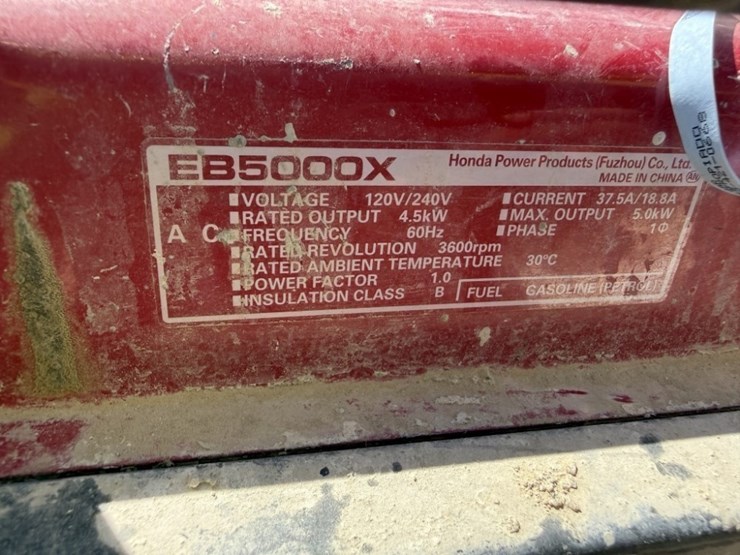 EB5000X Honda Power Products (Fuzhou) Co., Ltd.
MADE IN CHINA
VOLTAGE 120V/240V CURRENT 37.5A/18.8A
RATED OUTPUT 4.5kW MAX. OUTPUT 5.0kW
AC FREQUENCY 60Hz PHASE 1Φ
RATED REVOLUTION 3600rpm
RATED AMBIENT TEMPERATURE 30°C
POWER FACTOR 1.0
INSULATION CLASS B FUEL GASOLINE (PETROL)